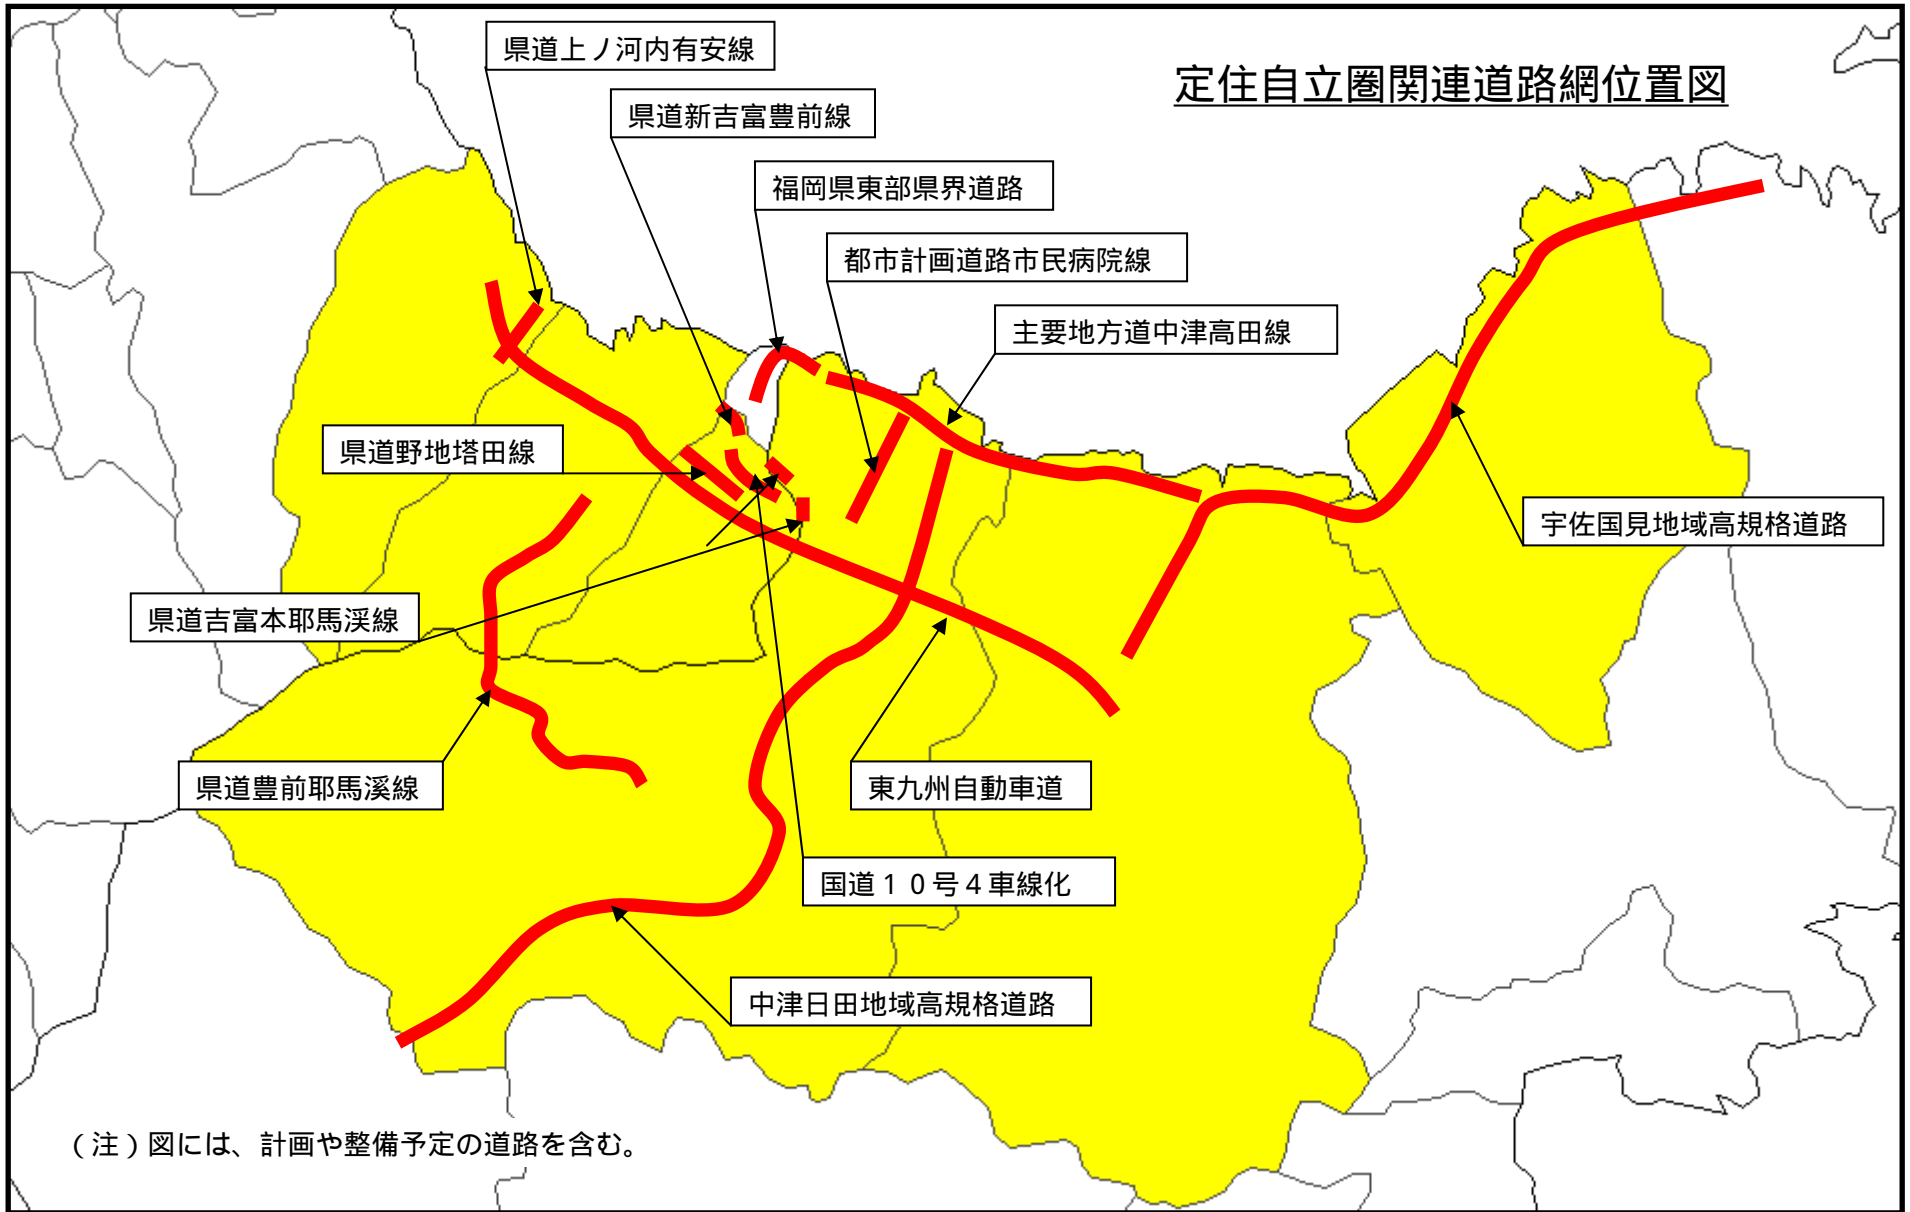 県道上ノ河内有安線
定住自立圏関連道路網位置図
県道新吉富豊前線
福岡県東部県界道路
都市計画道路市民病院線
主要地方道中津高田線
県道野地塔田線
宇佐国見地域高規格道路
県道吉富本耶馬渓線
県道豊前耶馬溪線
東九州自動車道
国道１０号４車線化
中津日田地域高規格道路
（注）図には、計画や整備予定の道路を含む。